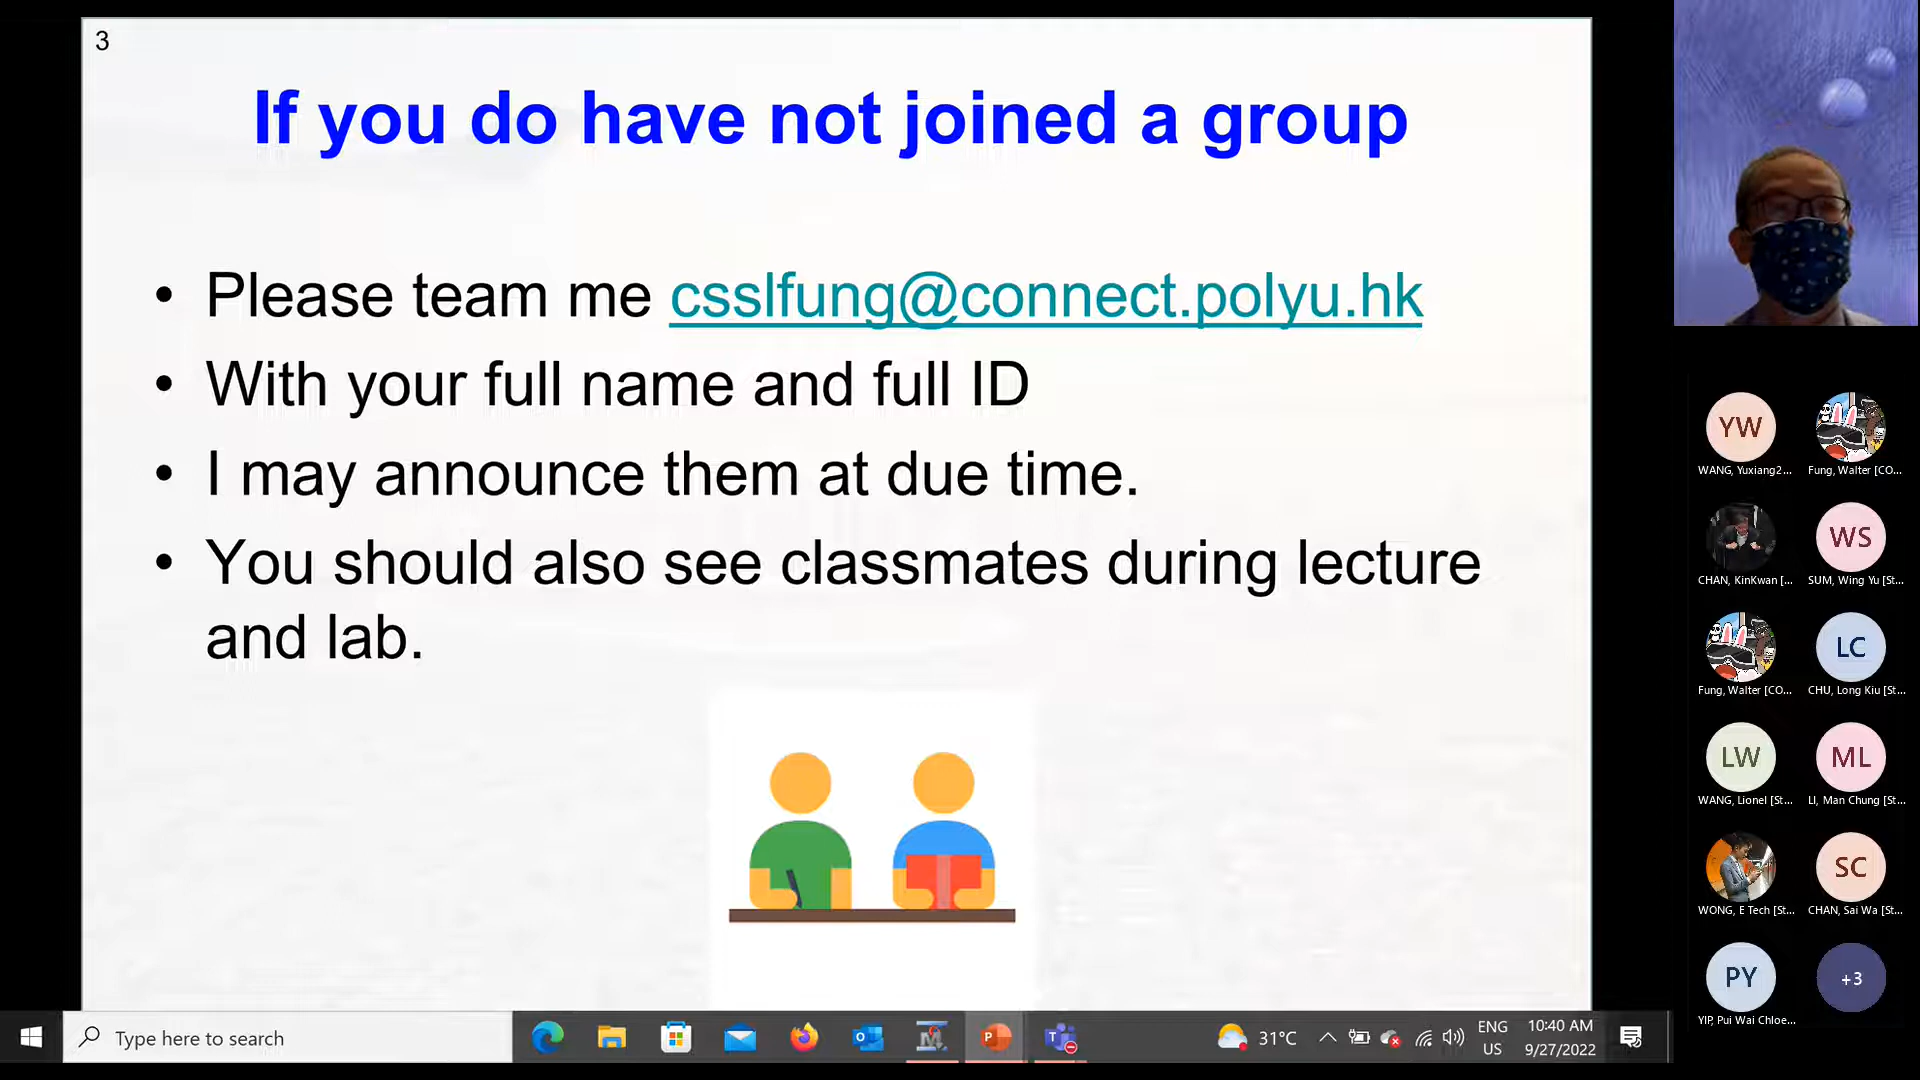 3
If you do have not joined a group
• Please team me csslfung@connect.polyu.hk
• With your full name and full ID
• I may announce them at due time.
• You should also see classmates during lecture
and lab.
YW
WANG, Yuxiang2... Fung, Walter [CO...
WS
CHAN, KinKwan [... SUM, Wing Yu [St...
LC
Fung, Walter [CO... CHU, Long Kiu [St...
LW ML
WANG, Lionel [St... LI, Man Chung [St...
SC
WONG, E Tech [St... CHAN, Sai Wa [St...
PY +3
YIP, Pui Wai Chloe...
Type here to search
31°C
ENG
US
10:40 AM
9/27/2022